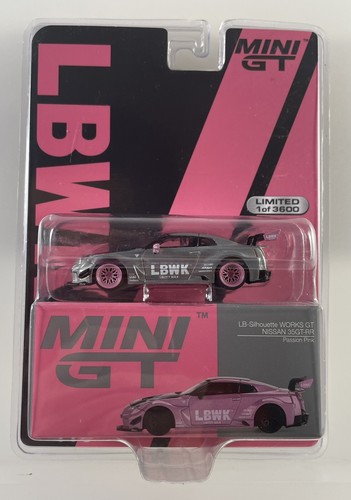 MINI
GT
LBWK
LIMITED
1 of 3600
LBWK
MINI
GT
TM
LB-Silhouette WORKS GT
NISSAN 35GT-RR
Passion Pink
LBWK